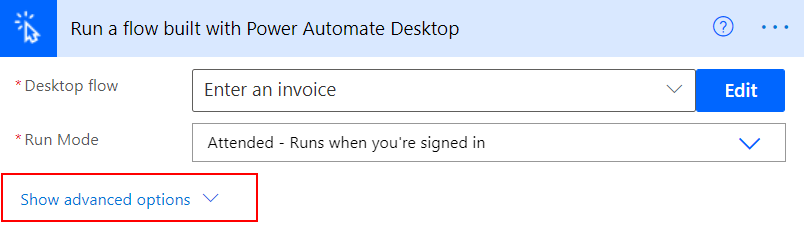 Run a flow built with Power Automate Desktop
* Desktop flow
Enter an invoice
Edit
* Run Mode
Attended - Runs when you're signed in
Show advanced options